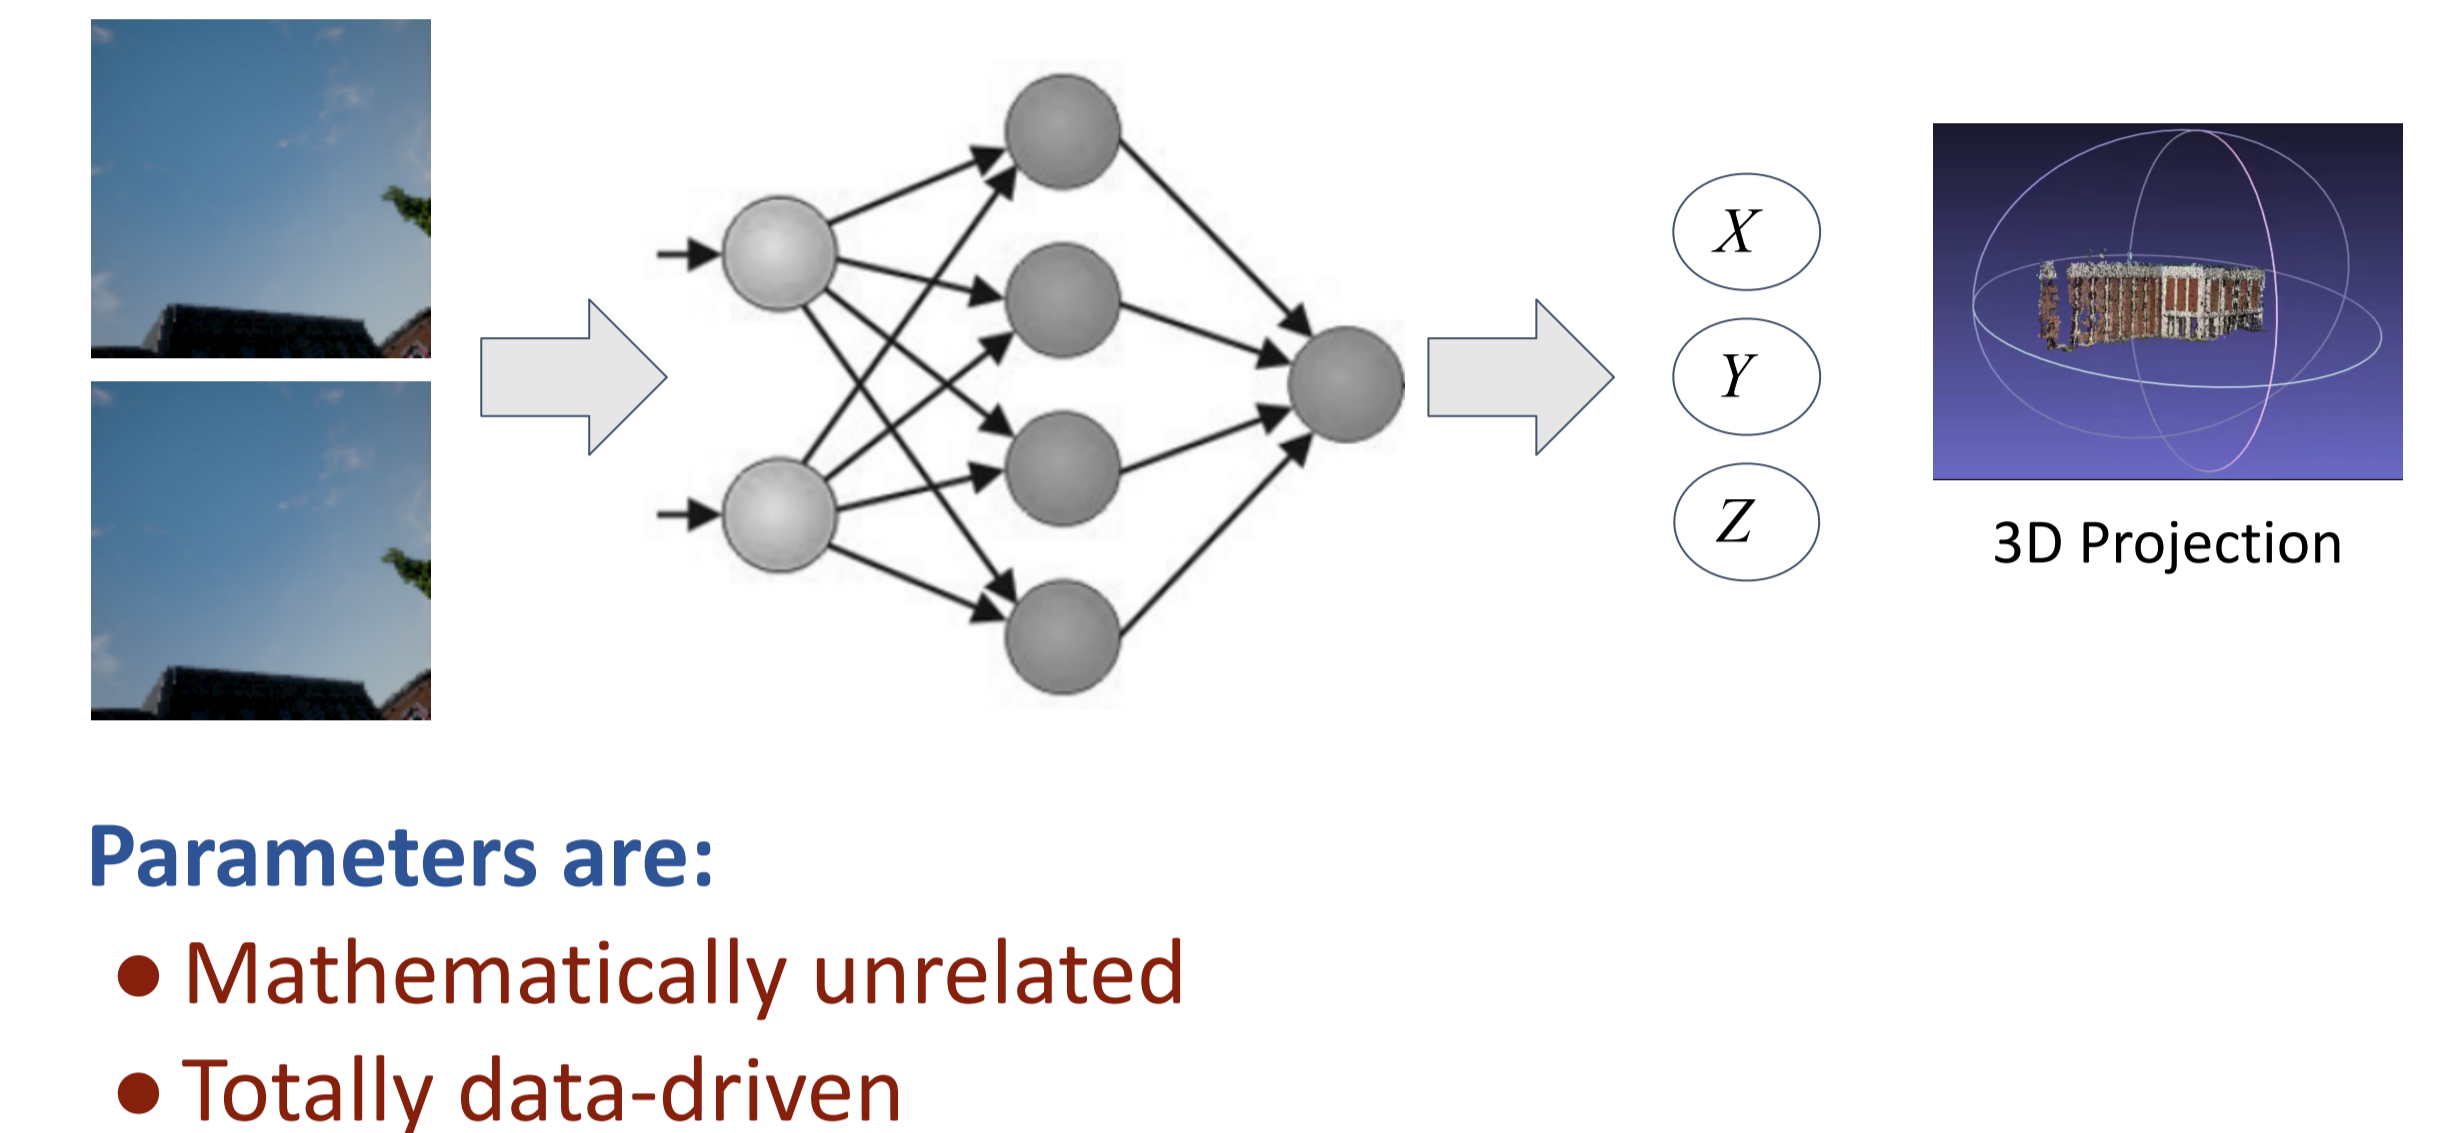 X
Y
Z
3D Projection
Parameters are:
● Mathematically unrelated
● Totally data-driven